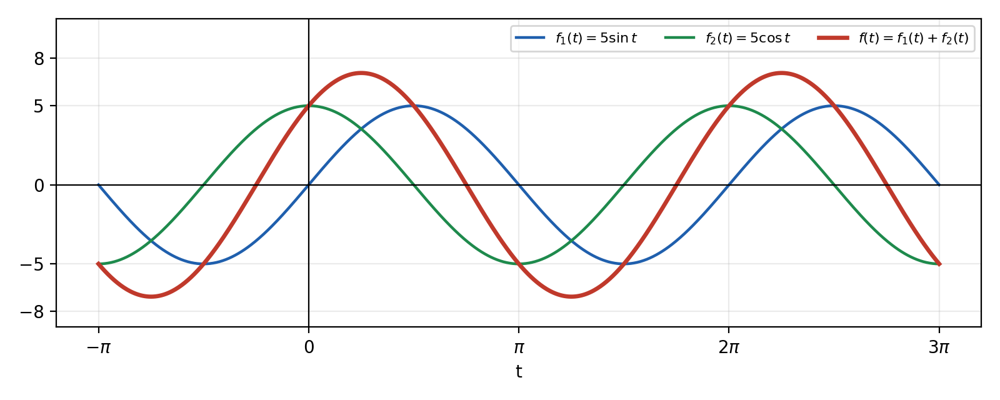 f₁(t) = 5 sin t f₂(t) = 5 cos t f(t) = f₁(t) + f₂(t)
8
5
0
−5
−8
−π 0 π 2π 3π
t